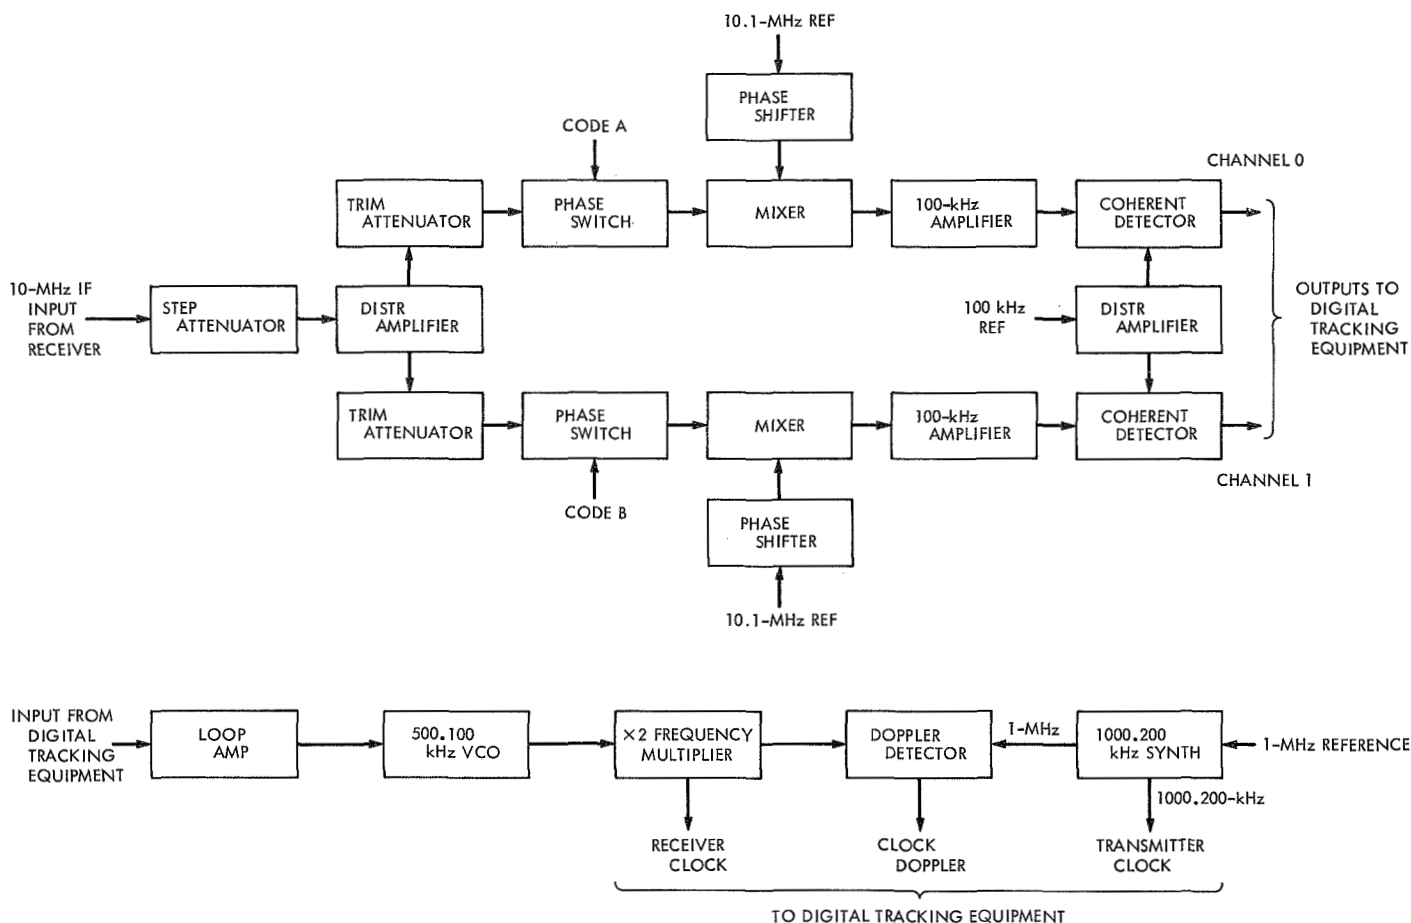 10.1-MHz REF
PHASE
SHIFTER
CODE A
CHANNEL 0
TRIM
ATTENUATOR
PHASE
SWITCH
MIXER
100-kHz
AMPLIFIER
COHERENT
DETECTOR
10-MHz IF
INPUT
FROM
RECEIVER
STEP
ATTENUATOR
DISTR
AMPLIFIER
100 kHz
REF
DISTR
AMPLIFIER
OUTPUTS TO
DIGITAL
TRACKING
EQUIPMENT
TRIM
ATTENUATOR
PHASE
SWITCH
MIXER
100-kHz
AMPLIFIER
COHERENT
DETECTOR
CHANNEL 1
CODE B
PHASE
SHIFTER
10.1-MHz REF
INPUT FROM
DIGITAL
TRACKING
EQUIPMENT
LOOP
AMP
500.100
kHz VCO
×2 FREQUENCY
MULTIPLIER
DOPPLER
DETECTOR
1-MHz
1000.200
kHz SYNTH
1-MHz REFERENCE
1000.200-kHz
RECEIVER
CLOCK
CLOCK
DOPPLER
TRANSMITTER
CLOCK
TO DIGITAL TRACKING EQUIPMENT